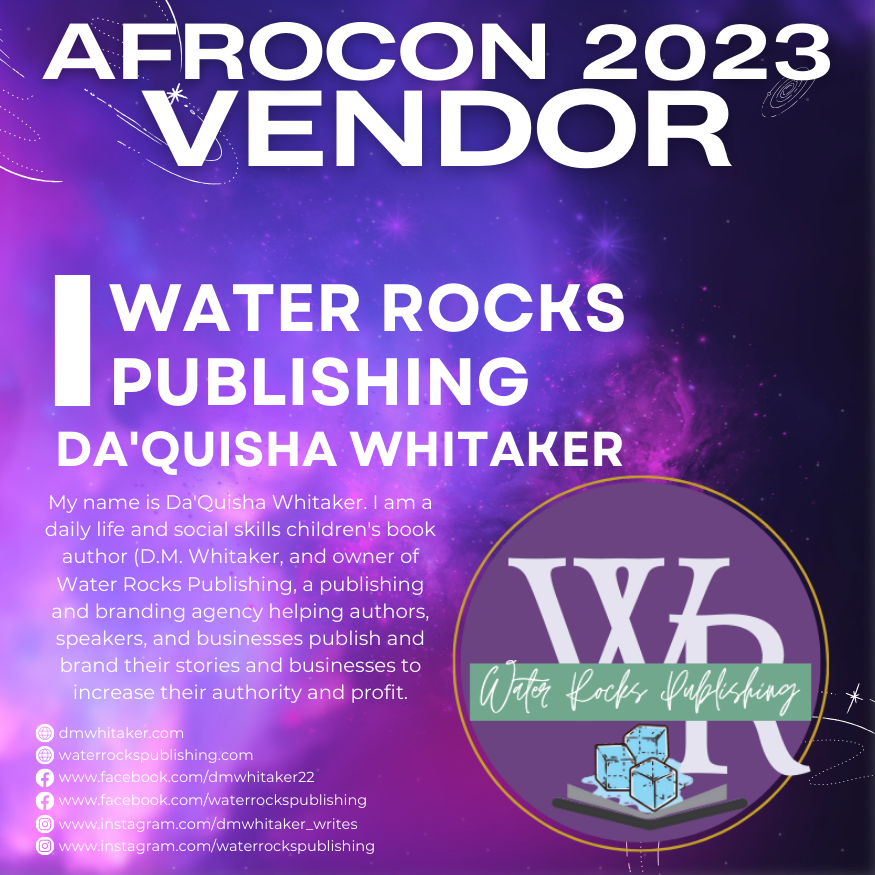 AFROCON 2023
VENDOR
WATER ROCKS
PUBLISHING
DA'QUISHA WHITAKER
My name is Da'Quisha Whitaker. I am a
daily life and social skills children's book
author (D.M. Whitaker, and owner of
Water Rocks Publishing, a publishing
and branding agency helping authors,
speakers, and businesses publish and
brand their stories and businesses to
increase their authority and profit.
dmwhitaker.com
waterrockspublishing.com
www.facebook.com/dmwhitaker22
www.facebook.com/waterrockspublishing
www.instagram.com/dmwhitaker_writes
www.instagram.com/waterrockspublishing
WR
Water Rocks Publishing